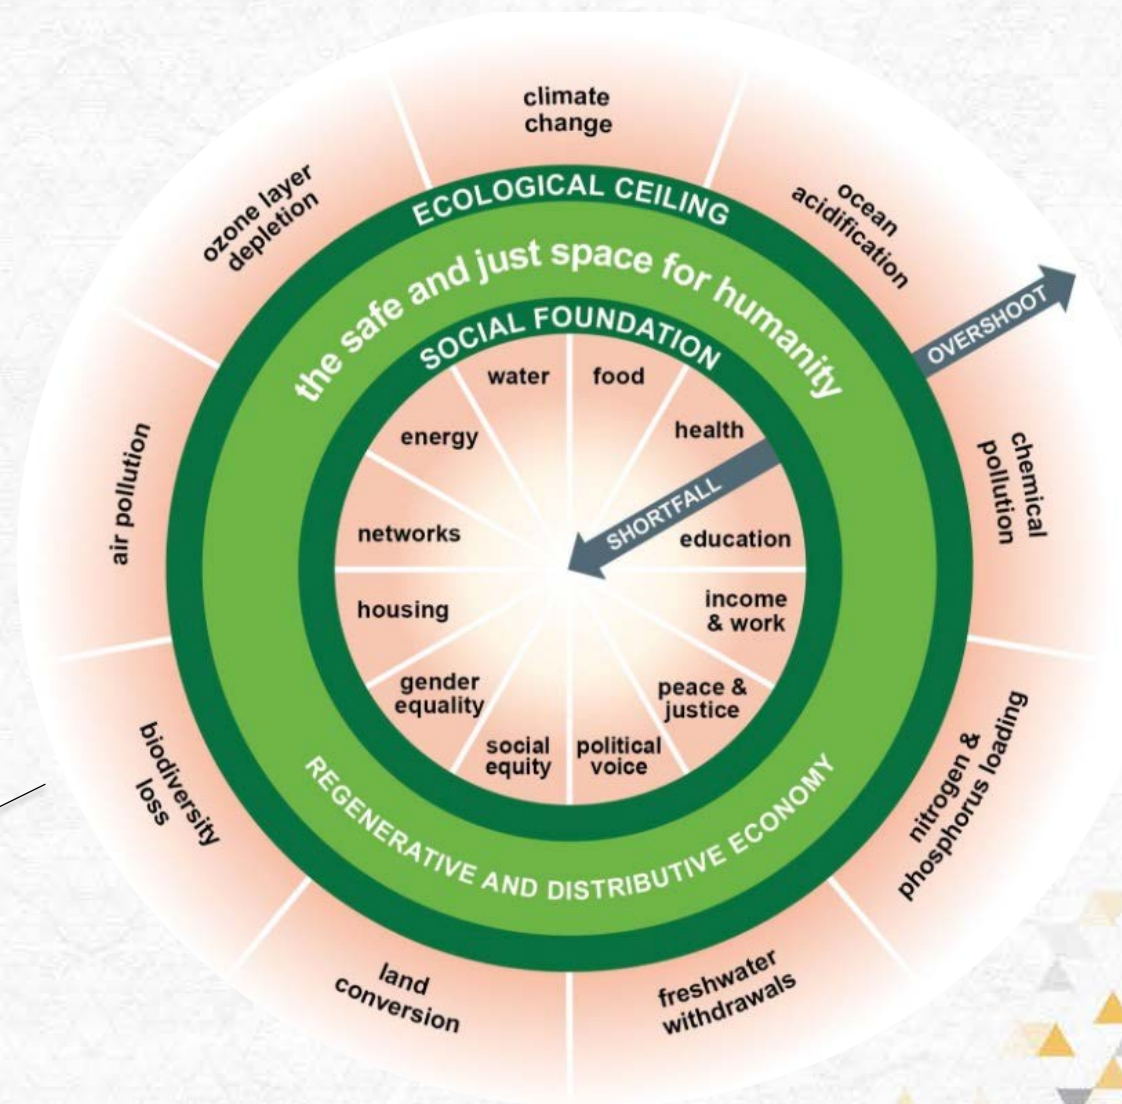 climate
change
ocean
acidification
chemical
pollution
nitrogen &
phosphorus loading
freshwater
withdrawals
land
conversion
biodiversity
loss
air pollution
ozone layer
depletion
OVERSHOOT
ECOLOGICAL CEILING
the safe and just space for humanity
SOCIAL FOUNDATION
water
food
health
SHORTFALL
education
income
& work
peace &
justice
political
voice
social
equity
gender
equality
housing
networks
energy
REGENERATIVE AND DISTRIBUTIVE ECONOMY